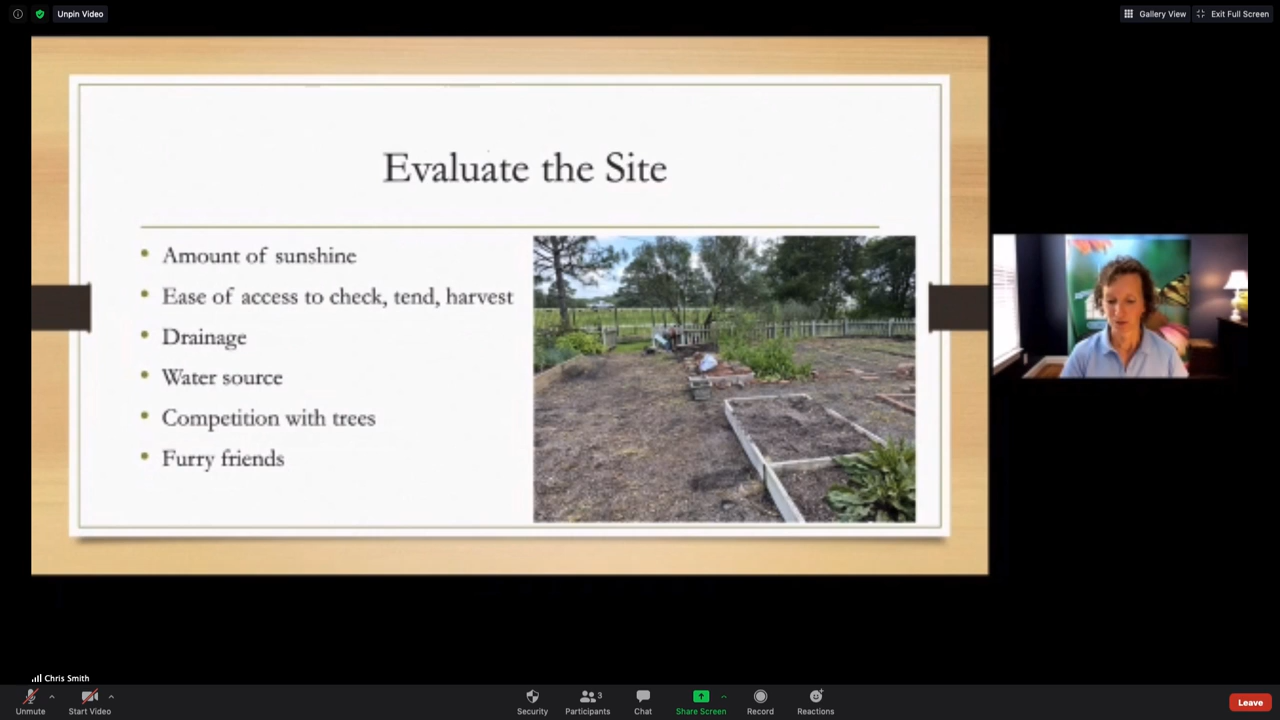 Unpin Video
Gallery View
Exit Full Screen
Evaluate the Site
Amount of sunshine
Ease of access to check, tend, harvest
Drainage
Water source
Competition with trees
Furry friends
Chris Smith
Unmute
Start Video
Security
3
Participants
Chat
Share Screen
Record
Reactions
Leave